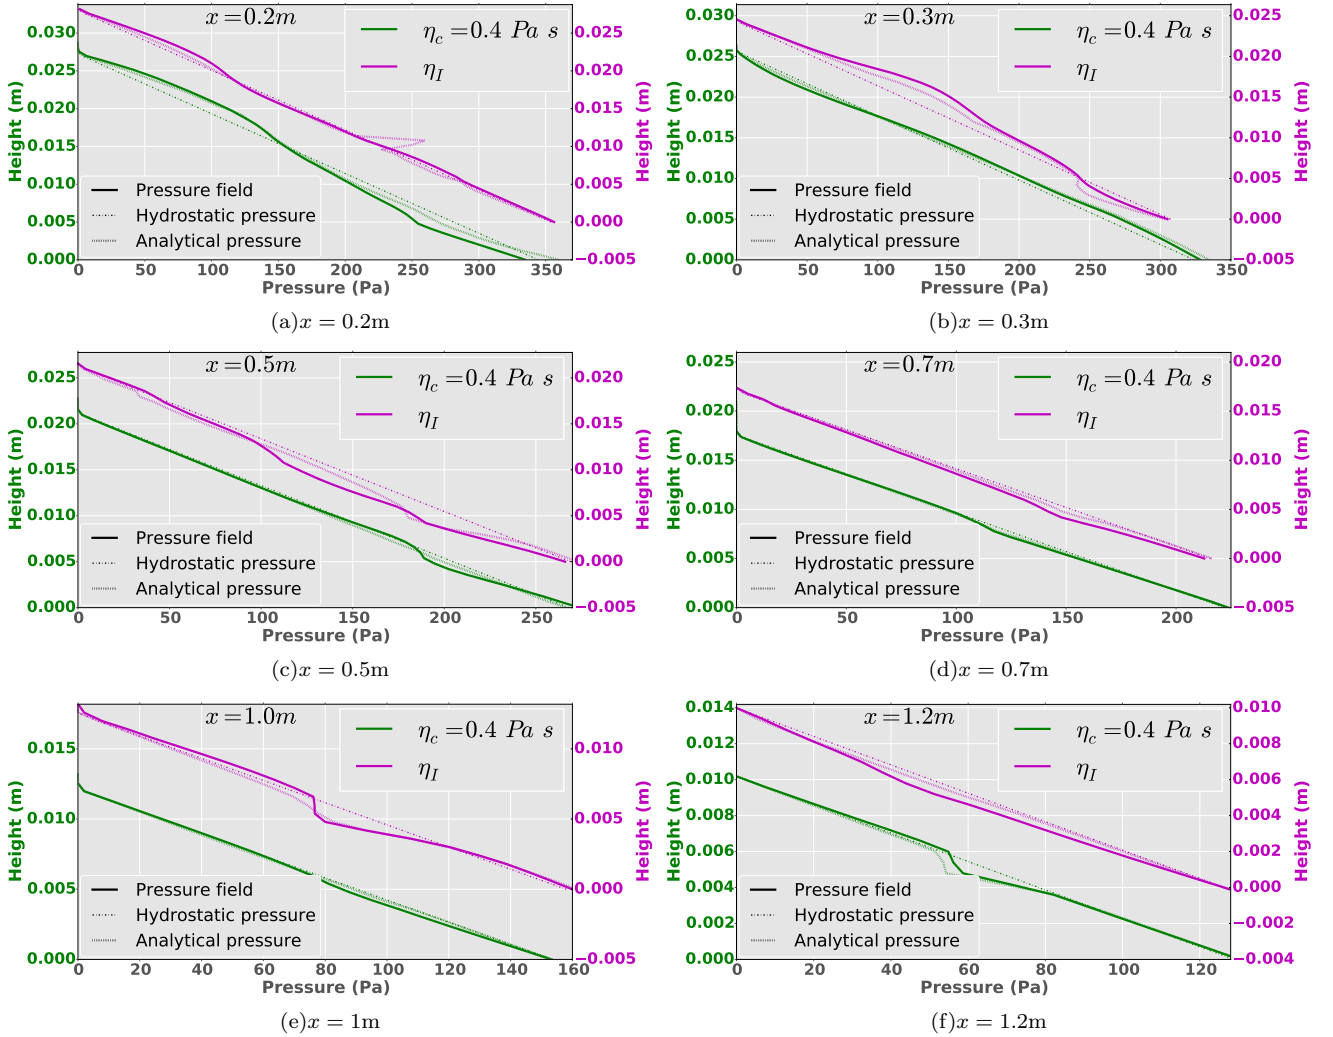 x=0.2m
η_c=0.4 Pa s
η_I
Pressure field
Hydrostatic pressure
Analytical pressure
Height (m)
0.030
0.025
0.020
0.015
0.010
0.005
0.000
0 50 100 150 200 250 300 350
Pressure (Pa)
0.025
0.020
0.015
0.010
0.005
0.000
−0.005
Height (m)
(a)x = 0.2m
x=0.3m
η_c=0.4 Pa s
η_I
Pressure field
Hydrostatic pressure
Analytical pressure
Height (m)
0.030
0.025
0.020
0.015
0.010
0.005
0.000
0 50 100 150 200 250 300 350
Pressure (Pa)
0.025
0.020
0.015
0.010
0.005
0.000
−0.005
Height (m)
(b)x = 0.3m
x=0.5m
η_c=0.4 Pa s
η_I
Pressure field
Hydrostatic pressure
Analytical pressure
Height (m)
0.025
0.020
0.015
0.010
0.005
0.000
0 50 100 150 200 250
Pressure (Pa)
0.020
0.015
0.010
0.005
0.000
−0.005
Height (m)
(c)x = 0.5m
x=0.7m
η_c=0.4 Pa s
η_I
Pressure field
Hydrostatic pressure
Analytical pressure
Height (m)
0.025
0.020
0.015
0.010
0.005
0.000
0 50 100 150 200
Pressure (Pa)
0.020
0.015
0.010
0.005
0.000
−0.005
Height (m)
(d)x = 0.7m
x=1.0m
η_c=0.4 Pa s
η_I
Pressure field
Hydrostatic pressure
Analytical pressure
Height (m)
0.015
0.010
0.005
0.000
0 20 40 60 80 100 120 140 160
Pressure (Pa)
0.010
0.005
0.000
−0.005
Height (m)
(e)x = 1m
x=1.2m
η_c=0.4 Pa s
η_I
Pressure field
Hydrostatic pressure
Analytical pressure
Height (m)
0.014
0.012
0.010
0.008
0.006
0.004
0.002
0.000
0 20 40 60 80 100 120
Pressure (Pa)
0.010
0.008
0.006
0.004
0.002
0.000
−0.002
−0.004
Height (m)
(f)x = 1.2m